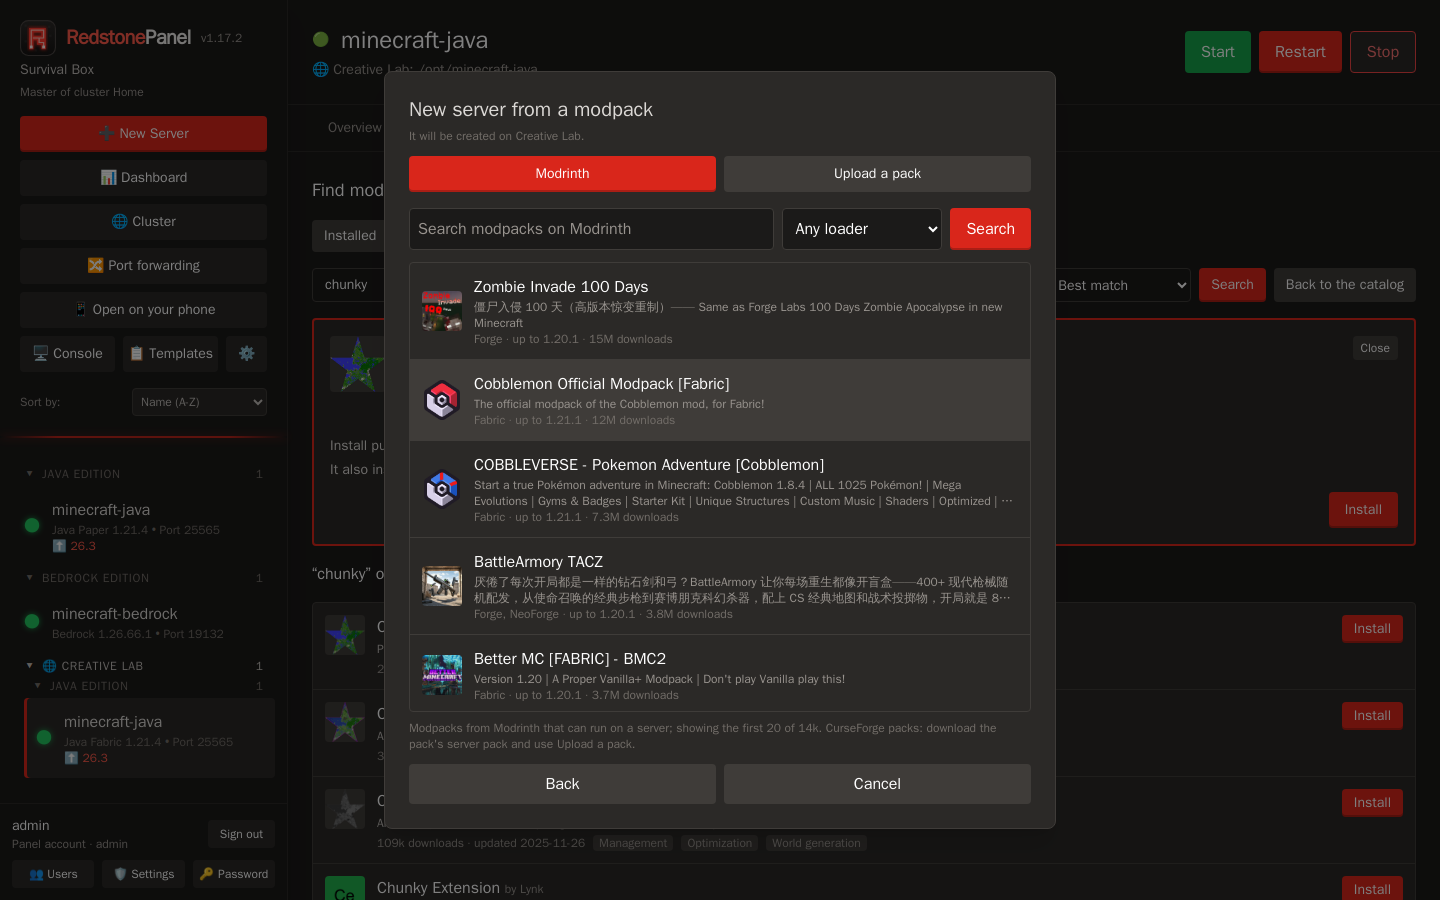 RedstonePanel v1.17.2
Survival Box
Master of cluster Home
➕ New Server
📊 Dashboard
🌐 Cluster
🔀 Port forwarding
📱 Open on your phone
🖥️ Console
📋 Templates
⚙️
Sort by:
Name (A-Z)
▼ JAVA EDITION 1
minecraft-java
Java Paper 1.21.4 • Port 25565
⬆️ 26.3
▼ BEDROCK EDITION 1
minecraft-bedrock
Bedrock 1.26.66.1 • Port 19132
▼ 🌐 CREATIVE LAB 1
▼ JAVA EDITION 1
minecraft-java
Java Fabric 1.21.4 • Port 25565
⬆️ 26.3
admin
Panel account · admin
Sign out
👥 Users
🛡️ Settings
🔑 Password
minecraft-java
🌐 Creative Lab: /opt/minecraft-java
Start
Restart
Stop
Overview
Find mod
Installed
chunky
Best match
Search
Back to the catalog
Close
Install pu
It also in
Install
“chunky” o
Install
Install
Install
109k downloads · updated 2025-11-26 Management Optimization World generation
Ce
Chunky Extension by Lynk
Install
New server from a modpack
It will be created on Creative Lab.
Modrinth
Upload a pack
Search modpacks on Modrinth
Any loader
Search
Zombie Invade 100 Days
僵尸入侵 100 天（高版本惊变重制）—— Same as Forge Labs 100 Days Zombie Apocalypse in new
Minecraft
Forge · up to 1.20.1 · 15M downloads
Cobblemon Official Modpack [Fabric]
The official modpack of the Cobblemon mod, for Fabric!
Fabric · up to 1.21.1 · 12M downloads
COBBLEVERSE - Pokemon Adventure [Cobblemon]
Start a true Pokémon adventure in Minecraft: Cobblemon 1.8.4 | ALL 1025 Pokémon! | Mega
Evolutions | Gyms & Badges | Starter Kit | Unique Structures | Custom Music | Shaders | Optimized | …
Fabric · up to 1.21.1 · 7.3M downloads
BattleArmory TACZ
厌倦了每次开局都是一样的钻石剑和弓？BattleArmory 让你每场重生都像开盲盒——400+ 现代枪械随
机配发，从使命召唤的经典步枪到赛博朋克科幻杀器，配上 CS 经典地图和战术投掷物，开局就是 8…
Forge, NeoForge · up to 1.20.1 · 3.8M downloads
Better MC [FABRIC] - BMC2
Version 1.20 | A Proper Vanilla+ Modpack | Don't play Vanilla play this!
Fabric · up to 1.20.1 · 3.7M downloads
Modpacks from Modrinth that can run on a server; showing the first 20 of 14k. CurseForge packs: download the
pack's server pack and use Upload a pack.
Back
Cancel